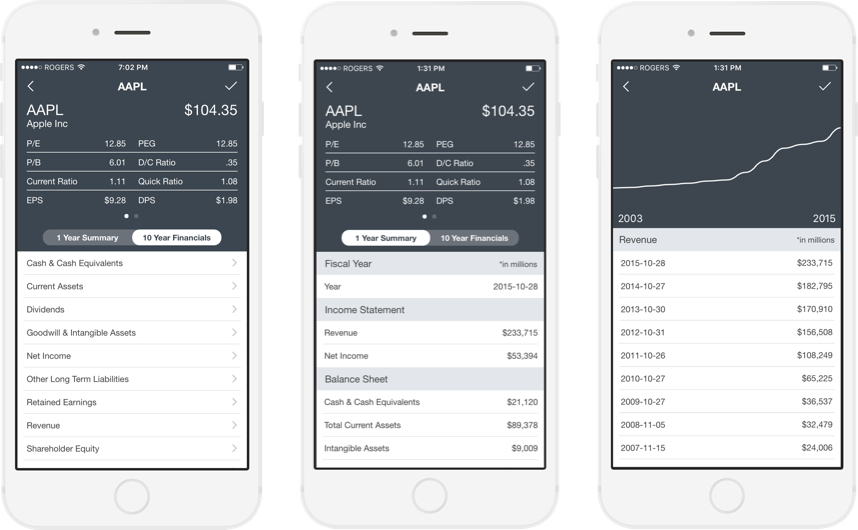 ROGERS 7:02 PM
AAPL
AAPL $104.35
Apple Inc
P/E 12.85 PEG 12.85
P/B 6.01 D/C Ratio .35
Current Ratio 1.11 Quick Ratio 1.08
EPS $9.28 DPS $1.98
1 Year Summary 10 Year Financials
Cash & Cash Equivalents
Current Assets
Dividends
Goodwill & Intangible Assets
Net Income
Other Long Term Liabilities
Retained Earnings
Revenue
Shareholder Equity
ROGERS 1:31 PM
AAPL
AAPL $104.35
Apple Inc
P/E 12.85 PEG 12.85
P/B 6.01 D/C Ratio .35
Current Ratio 1.11 Quick Ratio 1.08
EPS $9.28 DPS $1.98
1 Year Summary 10 Year Financials
Fiscal Year *in millions
Year 2015-10-28
Income Statement
Revenue $233,715
Net Income $53,394
Balance Sheet
Cash & Cash Equivalents $21,120
Total Current Assets $89,378
Intangible Assets $9,009
ROGERS 1:31 PM
AAPL
2003 2015
Revenue *in millions
2015-10-28 $233,715
2014-10-27 $182,795
2013-10-30 $170,910
2012-10-31 $156,508
2011-10-26 $108,249
2010-10-27 $65,225
2009-10-27 $36,537
2008-11-05 $32,479
2007-11-15 $24,006